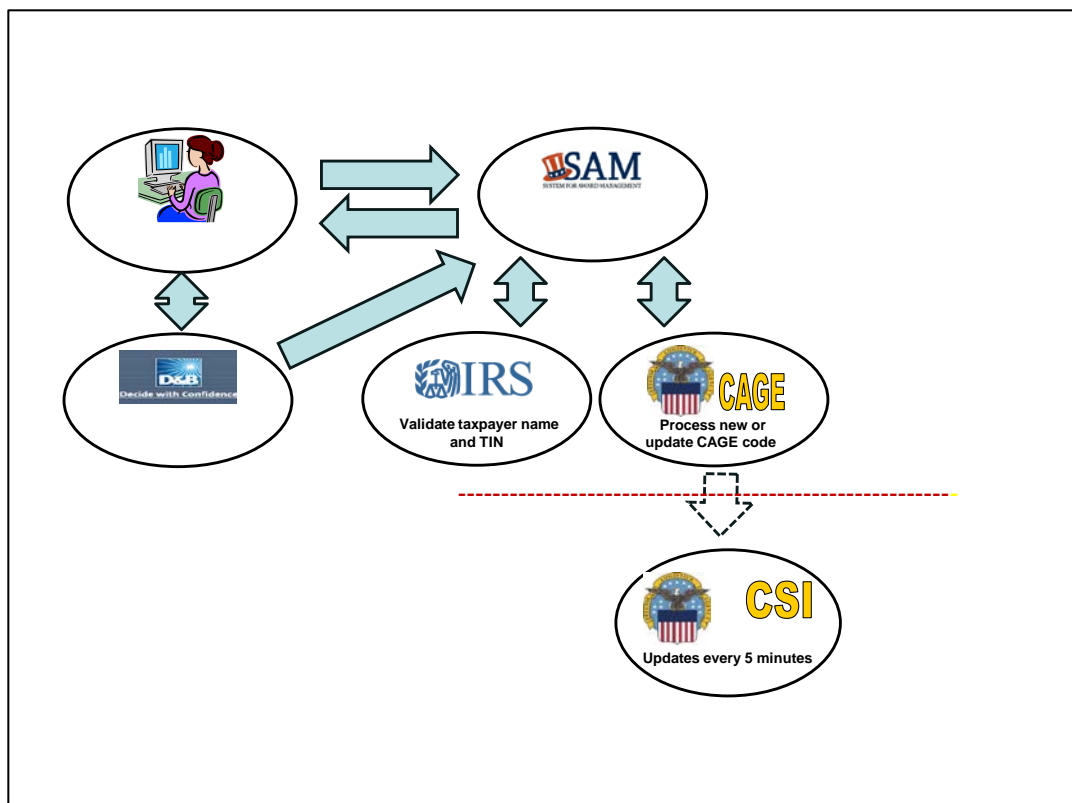 SAM
SYSTEM FOR AWARD MANAGEMENT
D&B
Decide with Confidence
IRS
Validate taxpayer name
and TIN
CAGE
Process new or
update CAGE code
CSI
Updates every 5 minutes